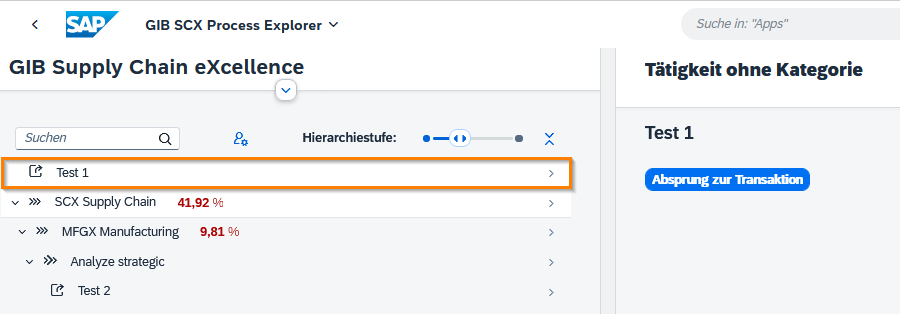 SAP GIB SCX Process Explorer Suche in: "Apps"
GIB Supply Chain eXcellence
Suchen Hierarchiestufe:
Test 1
SCX Supply Chain 41,92 %
MFGX Manufacturing 9,81 %
Analyze strategic
Test 2
Tätigkeit ohne Kategorie
Test 1
Absprung zur Transaktion